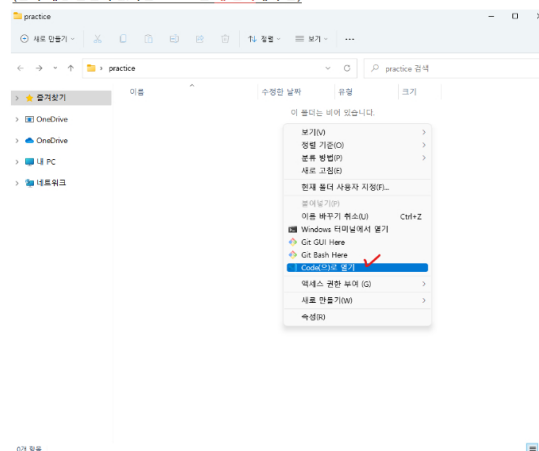 practice
새로 만들기
정렬
보기
practice
practice 검색
이름
수정한 날짜
유형
크기
즐겨찾기
이 폴더는 비어 있습니다.
OneDrive
OneDrive
내 PC
네트워크
보기(V)
정렬 기준(O)
분류 방법(P)
새로 고침(E)
현재 폴더 사용자 지정(F)...
붙여넣기(P)
이름 바꾸기 취소(U) Ctrl+Z
Windows 터미널에서 열기
Git GUI Here
Git Bash Here
Code(으)로 열기
액세스 권한 부여 (G)
새로 만들기(W)
속성(R)
0개 항목